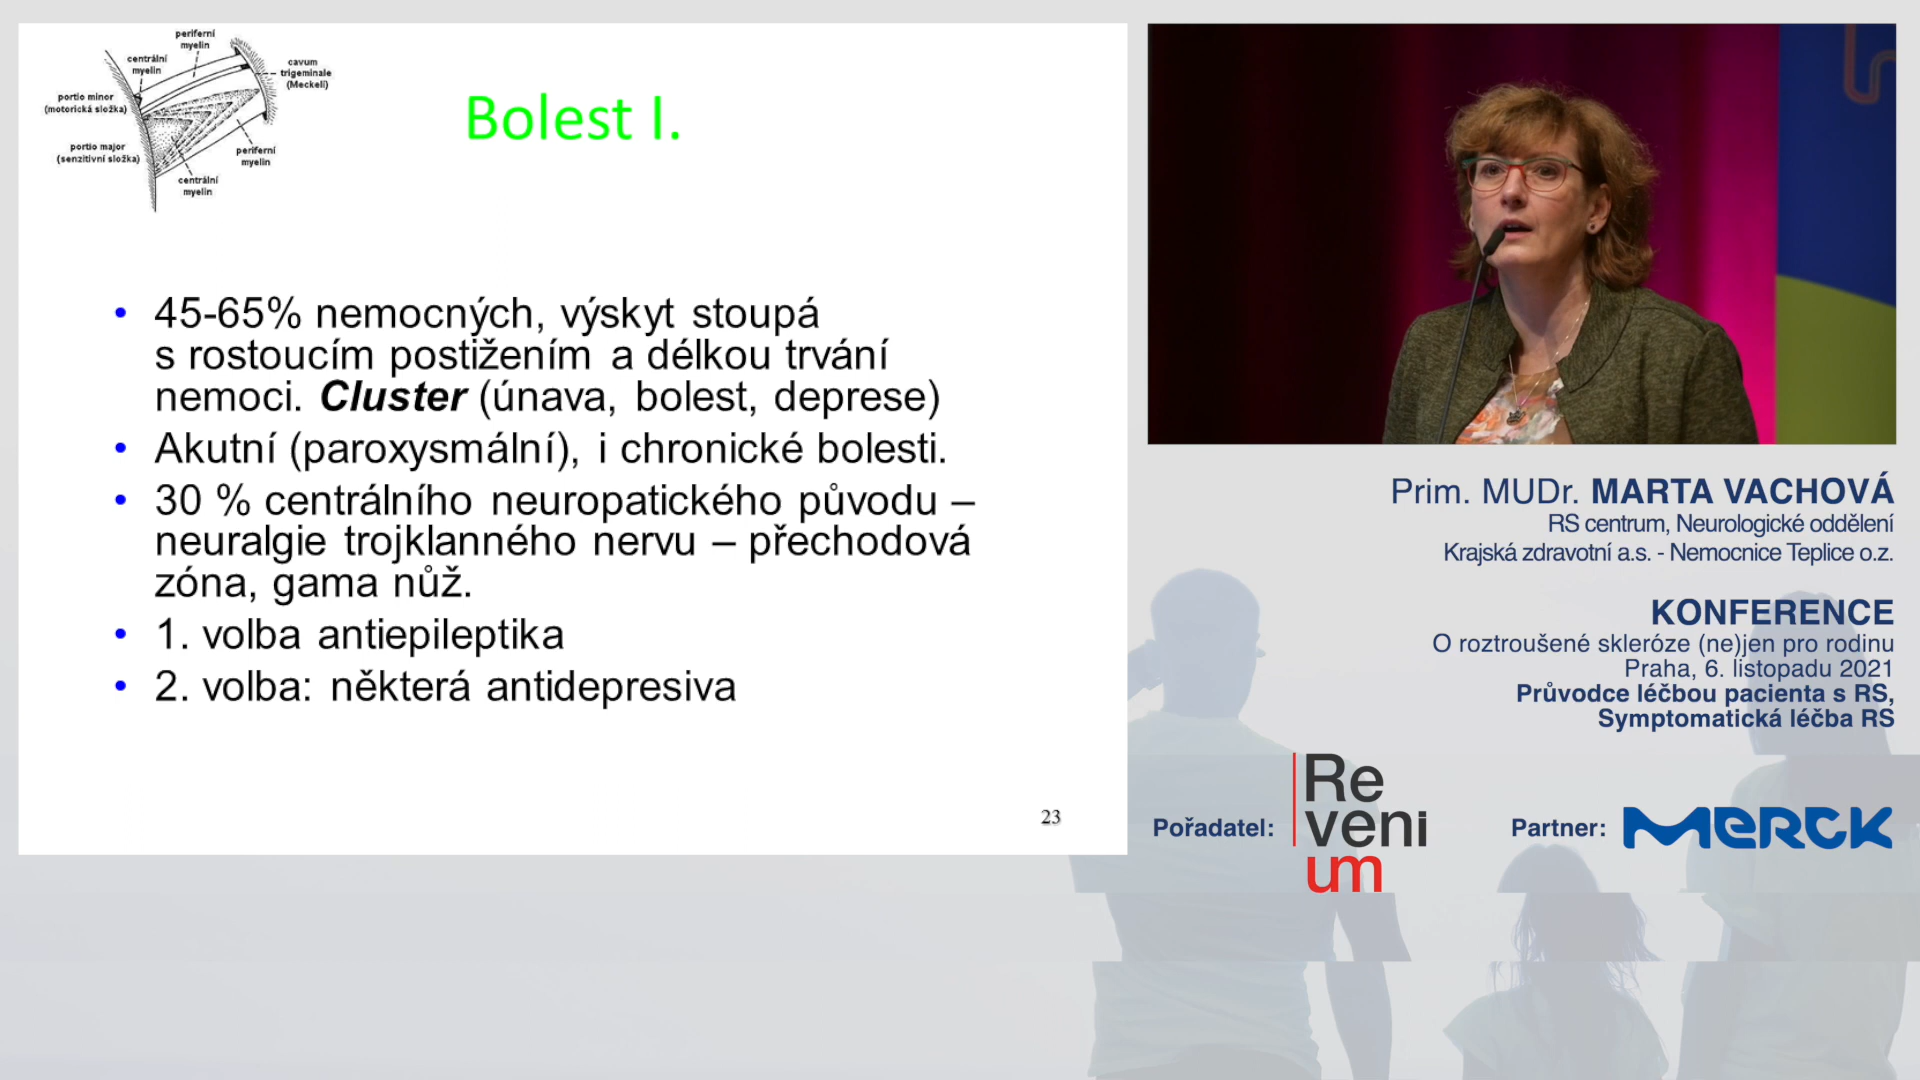 periferní
myelin
centrální
myelin
cavum
trigeminale
(Meckeli)
portio minor
(motorická složka)
portio major
(senzitivní složka)
periferní
myelin
centrální
myelin
Bolest I.
• 45-65% nemocných, výskyt stoupá
s rostoucím postižením a délkou trvání
nemoci. Cluster (únava, bolest, deprese)
• Akutní (paroxysmální), i chronické bolesti.
• 30 % centrálního neuropatického původu –
neuralgie trojklanného nervu – přechodová
zóna, gama nůž.
• 1. volba antiepileptika
• 2. volba: některá antidepresiva
23
Prim. MUDr. MARTA VACHOVÁ
RS centrum, Neurologické oddělení
Krajská zdravotní a.s. - Nemocnice Teplice o.z.
KONFERENCE
O roztroušené skleróze (ne)jen pro rodinu
Praha, 6. listopadu 2021
Průvodce léčbou pacienta s RS,
Symptomatická léčba RS
Pořadatel:
Re
veni
um
Partner:
MERCK